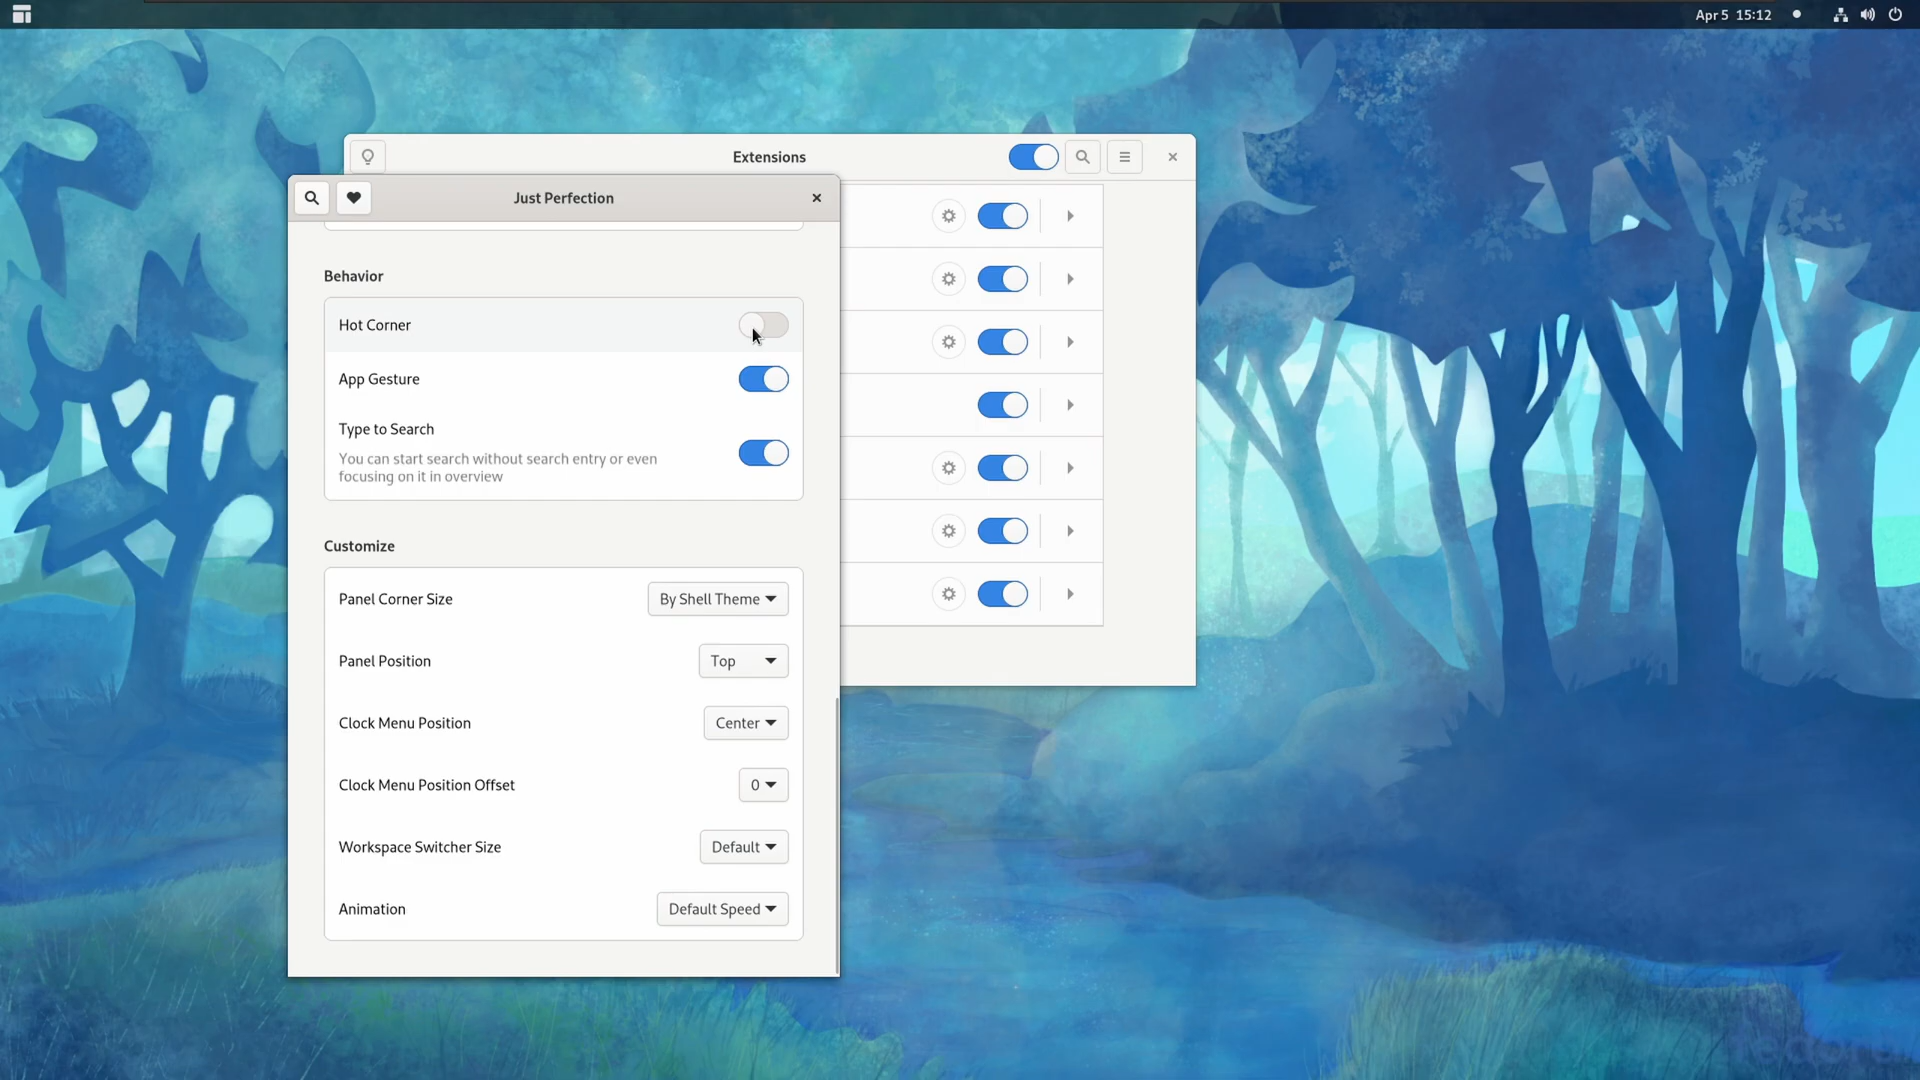 Apr 5 15:12
Extensions
Just Perfection
Behavior
Hot Corner
App Gesture
Type to Search
You can start search without search entry or even
focusing on it in overview
Customize
Panel Corner Size
By Shell Theme
Panel Position
Top
Clock Menu Position
Center
Clock Menu Position Offset
0
Workspace Switcher Size
Default
Animation
Default Speed